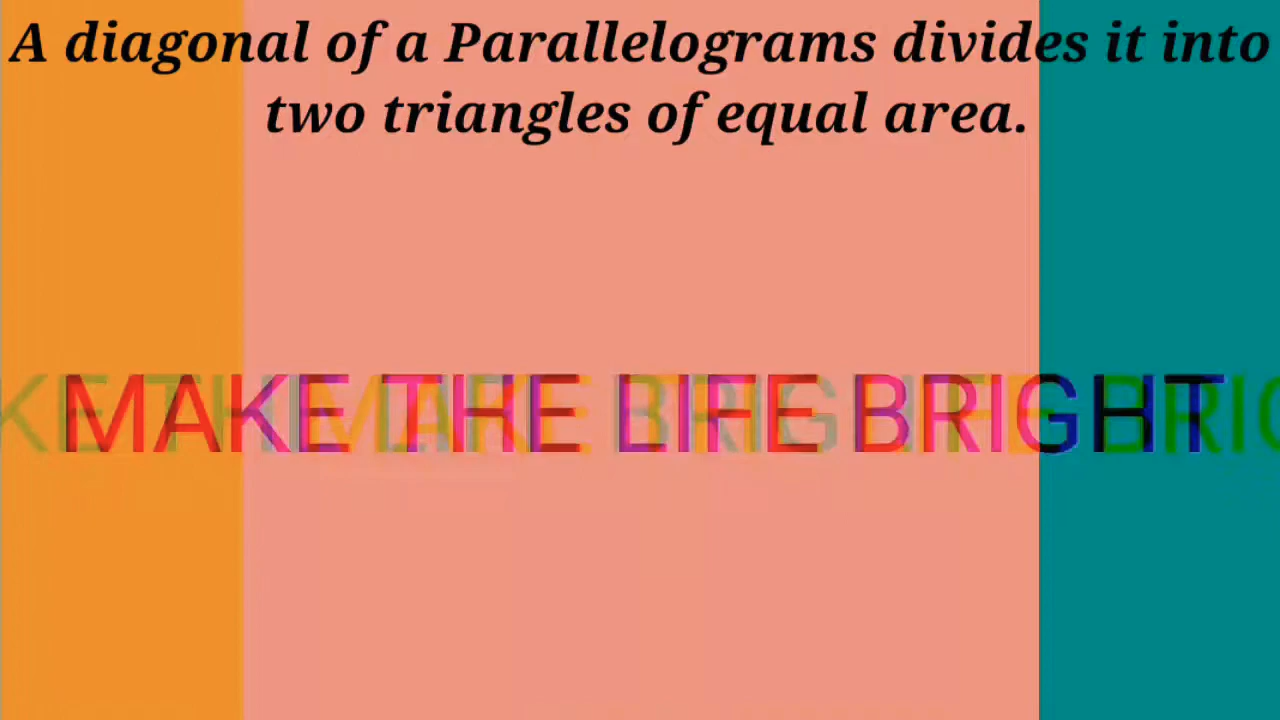 A diagonal of a Parallelograms divides it into
two triangles of equal area.
MAKE THE LIFE BRIGHT